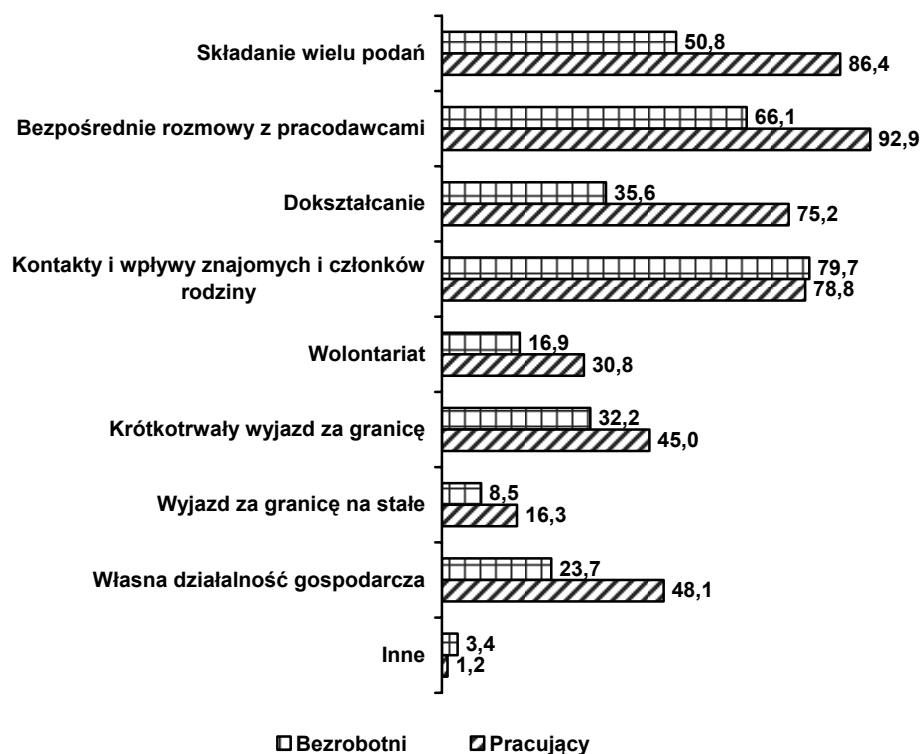 Składanie wielu podań
50,8
86,4
Bezpośrednie rozmowy z pracodawcami
66,1
92,9
Dokształcanie
35,6
75,2
Kontakty i wpływy znajomych i członków
rodziny
79,7
78,8
Wolontariat
16,9
30,8
Krótkotrwały wyjazd za granicę
32,2
45,0
Wyjazd za granicę na stałe
8,5
16,3
Własna działalność gospodarcza
23,7
48,1
Inne
3,4
1,2
Bezrobotni Pracujący